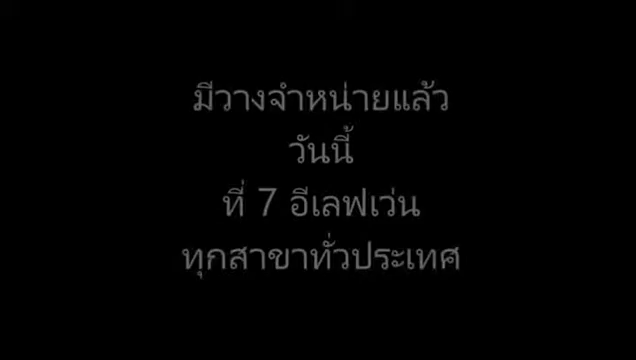 มีวางจำหน่ายแล้ว
วันนี้
ที่ 7 อีเลฟเว่น
ทุกสาขาทั่วประเทศ